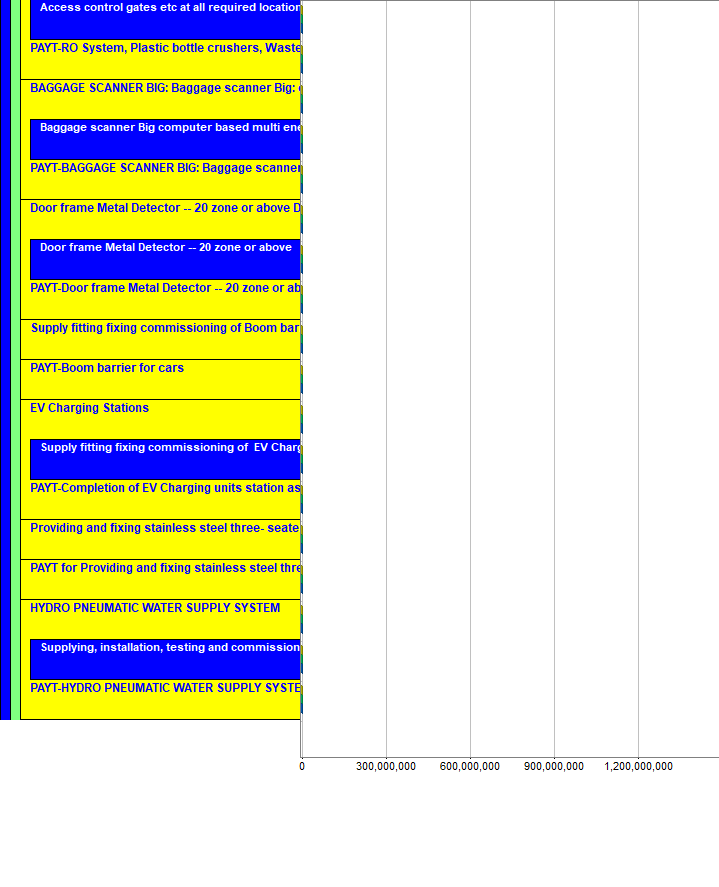 Access control gates etc at all required location
PAYT-RO System, Plastic bottle crushers, Waste
BAGGAGE SCANNER BIG: Baggage scanner Big:
Baggage scanner Big computer based multi ene
PAYT-BAGGAGE SCANNER BIG: Baggage scanner
Door frame Metal Detector -- 20 zone or above D
Door frame Metal Detector -- 20 zone or above
PAYT-Door frame Metal Detector -- 20 zone or ab
Supply fitting fixing commissioning of Boom bar
PAYT-Boom barrier for cars
EV Charging Stations
Supply fitting fixing commissioning of EV Charg
PAYT-Completion of EV Charging units station as
Providing and fixing stainless steel three- seate
PAYT for Providing and fixing stainless steel thre
HYDRO PNEUMATIC WATER SUPPLY SYSTEM
Supplying, installation, testing and commission
PAYT-HYDRO PNEUMATIC WATER SUPPLY SYSTE
0 300,000,000 600,000,000 900,000,000 1,200,000,000